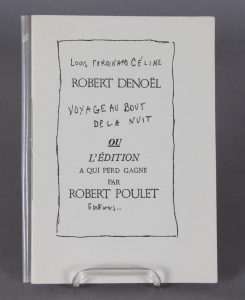 LOUIS FERDINAND CÉLINE
ROBERT DENOËL
VOYAGE AU BOUT
DE LA NUIT
OU
L'ÉDITION
A QUI PERD GAGNE
PAR
ROBERT POULET